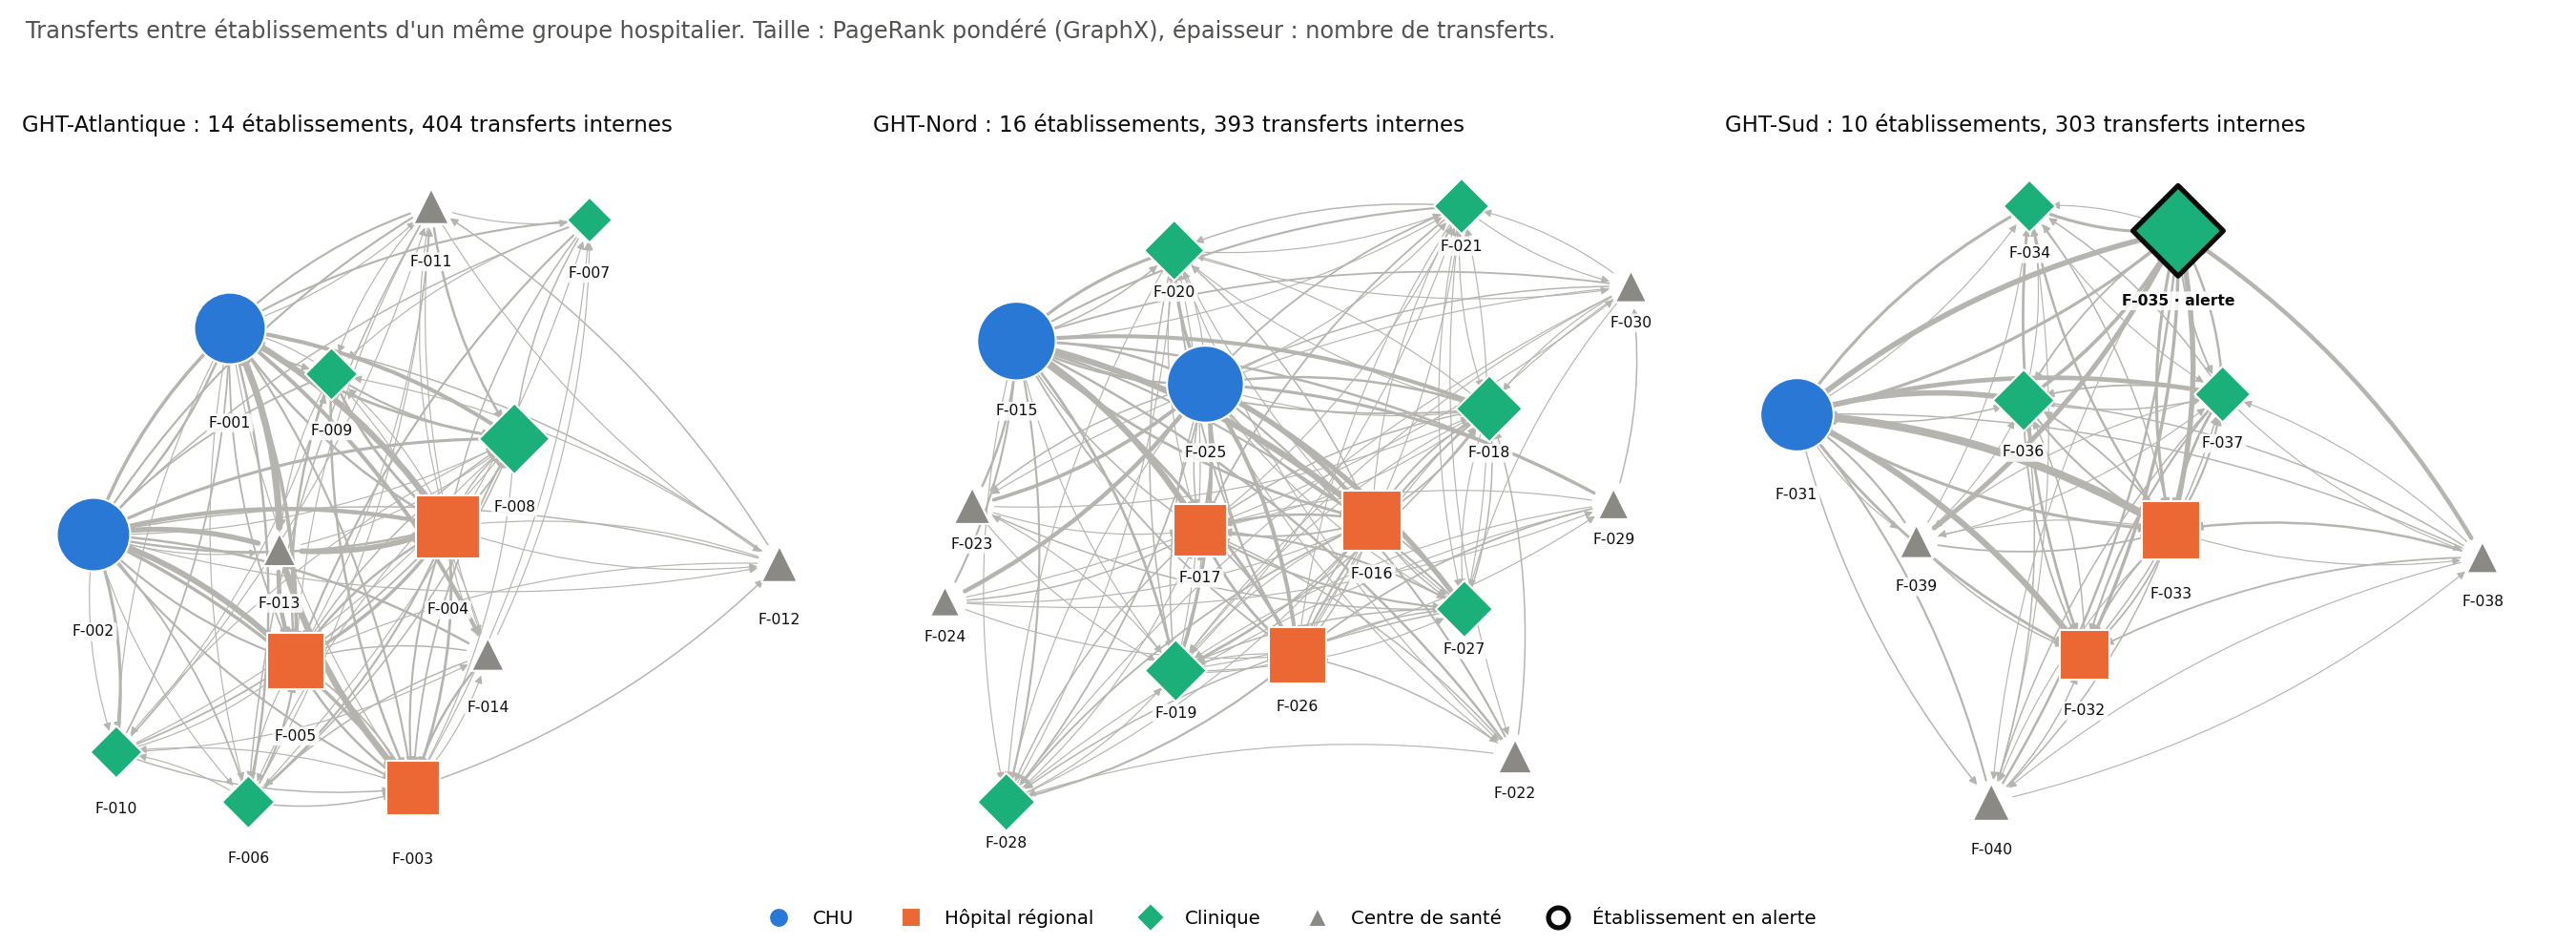 Transferts entre établissements d'un même groupe hospitalier. Taille : PageRank pondéré (GraphX), épaisseur : nombre de transferts.
GHT-Atlantique : 14 établissements, 404 transferts internes
F-011
F-007
F-001
F-009
F-008
F-013
F-004
F-002
F-012
F-014
F-005
F-010
F-006
F-003
GHT-Nord : 16 établissements, 393 transferts internes
F-021
F-020
F-030
F-015
F-025
F-018
F-023
F-029
F-017
F-016
F-024
F-027
F-019
F-026
F-022
F-028
GHT-Sud : 10 établissements, 303 transferts internes
F-034
F-035 · alerte
F-037
F-036
F-031
F-039
F-033
F-038
F-032
F-040
CHU
Hôpital régional
Clinique
Centre de santé
Établissement en alerte